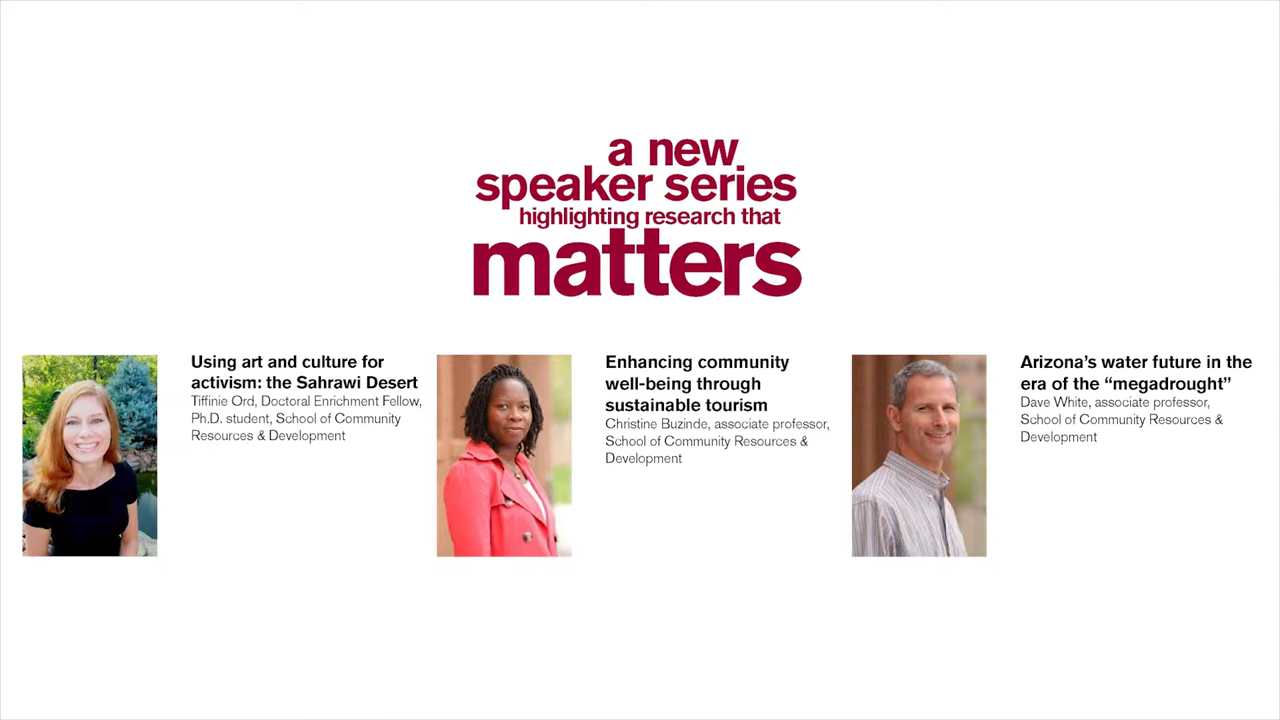 a new
speaker series
highlighting research that
matters
Using art and culture for
activism: the Sahrawi Desert
Tiffinie Ord, Doctoral Enrichment Fellow,
Ph.D. student, School of Community
Resources & Development
Enhancing community
well-being through
sustainable tourism
Christine Buzinde, associate professor,
School of Community Resources &
Development
Arizona’s water future in the
era of the “megadrought”
Dave White, associate professor,
School of Community Resources &
Development